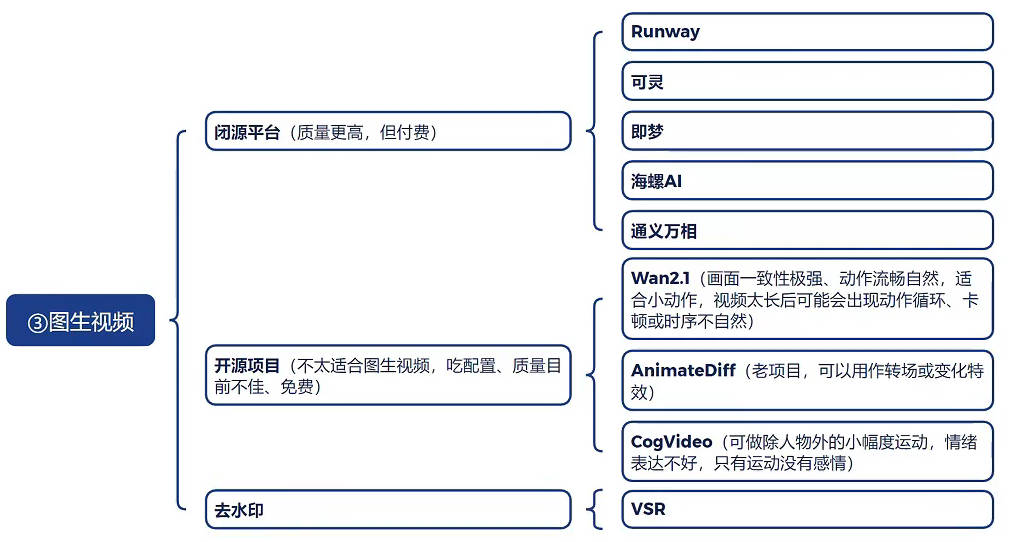 ③图生视频
闭源平台（质量更高，但付费）
Runway
可灵
即梦
海螺AI
通义万相
开源项目（不太适合图生视频，吃配置、质量目
前不佳、免费）
Wan2.1（画面一致性极强、动作流畅自然，适
合小动作，视频太长后可能会出现动作循环、卡
顿或时序不自然）
AnimateDiff（老项目，可以用作转场或变化特
效）
CogVideo（可做除人物外的小幅度运动，情绪
表达不好，只有运动没有感情）
去水印
VSR